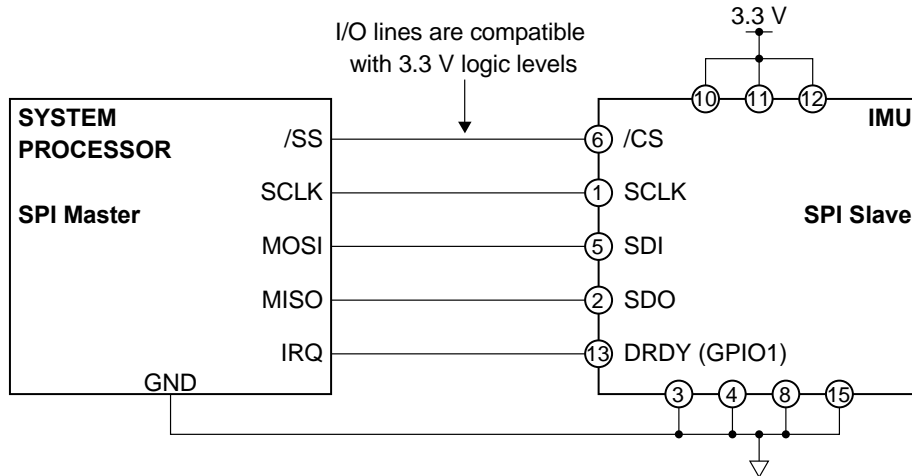 3.3 V
I/O lines are compatible
with 3.3 V logic levels
10 11 12
SYSTEM
PROCESSOR
SPI Master
/SS
SCLK
MOSI
MISO
IRQ
GND
IMU
SPI Slave
6 /CS
1 SCLK
5 SDI
2 SDO
13 DRDY (GPIO1)
3 4 8 15